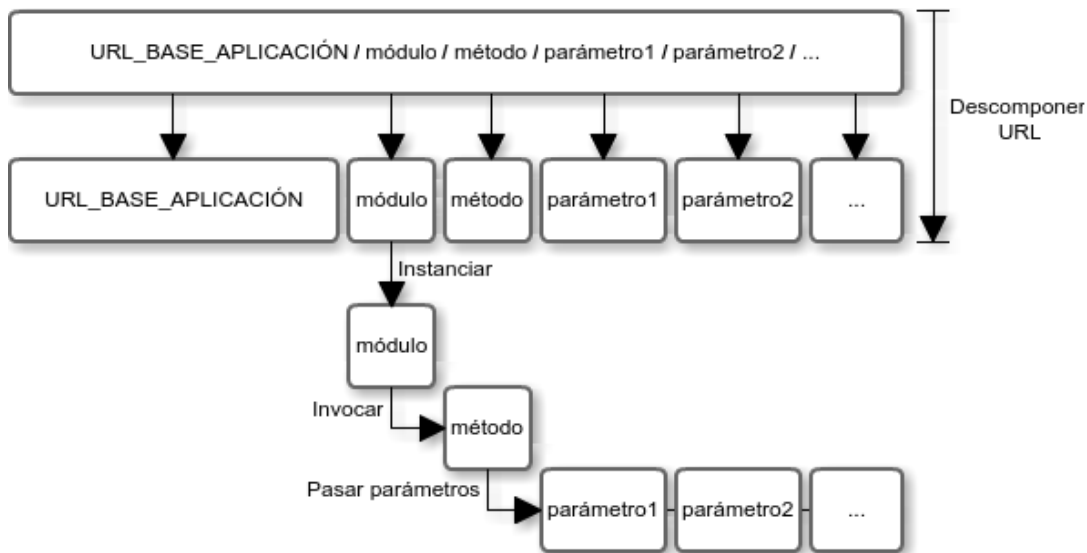 URL_BASE_APLICACIÓN / módulo / método / parámetro1 / parámetro2 / ...
Descomponer
URL
URL_BASE_APLICACIÓN
módulo
método
parámetro1
parámetro2
...
Instanciar
módulo
Invocar
método
Pasar parámetros
parámetro1
parámetro2
...